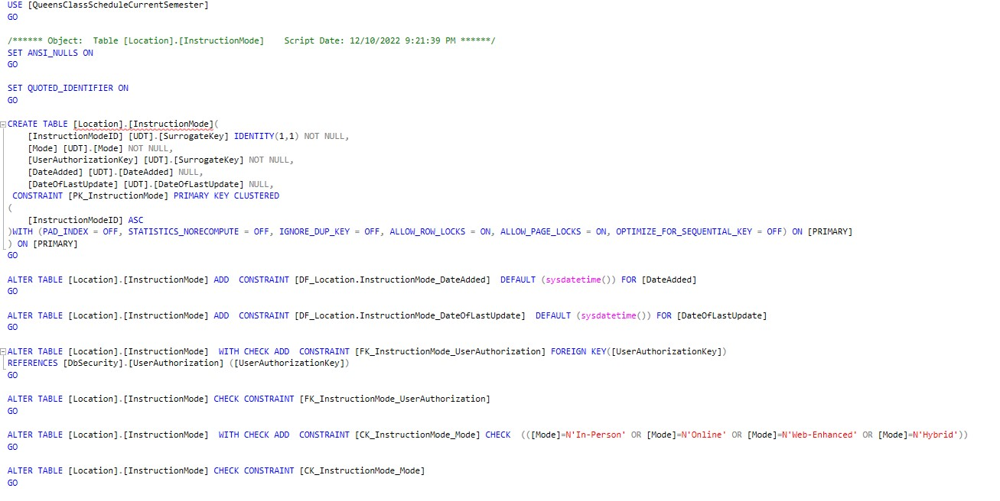 USE [QueensClassScheduleCurrentSemester]
GO
/****** Object:  Table [Location].[InstructionMode]    Script Date: 12/10/2022 9:21:39 PM ******/
SET ANSI_NULLS ON
GO
SET QUOTED_IDENTIFIER ON
GO
CREATE TABLE [Location].[InstructionMode](
    [InstructionModeID] [UDT].[SurrogateKey] IDENTITY(1,1) NOT NULL,
    [Mode] [UDT].[Mode] NOT NULL,
    [UserAuthorizationKey] [UDT].[SurrogateKey] NOT NULL,
    [DateAdded] [UDT].[DateAdded] NULL,
    [DateOfLastUpdate] [UDT].[DateOfLastUpdate] NULL,
 CONSTRAINT [PK_InstructionMode] PRIMARY KEY CLUSTERED
(
    [InstructionModeID] ASC
)WITH (PAD_INDEX = OFF, STATISTICS_NORECOMPUTE = OFF, IGNORE_DUP_KEY = OFF, ALLOW_ROW_LOCKS = ON, ALLOW_PAGE_LOCKS = ON, OPTIMIZE_FOR_SEQUENTIAL_KEY = OFF) ON [PRIMARY]
) ON [PRIMARY]
GO
ALTER TABLE [Location].[InstructionMode] ADD  CONSTRAINT [DF_Location.InstructionMode_DateAdded]  DEFAULT (sysdatetime()) FOR [DateAdded]
GO
ALTER TABLE [Location].[InstructionMode] ADD  CONSTRAINT [DF_Location.InstructionMode_DateOfLastUpdate]  DEFAULT (sysdatetime()) FOR [DateOfLastUpdate]
GO
ALTER TABLE [Location].[InstructionMode]  WITH CHECK ADD  CONSTRAINT [FK_InstructionMode_UserAuthorization] FOREIGN KEY([UserAuthorizationKey])
REFERENCES [DbSecurity].[UserAuthorization] ([UserAuthorizationKey])
GO
ALTER TABLE [Location].[InstructionMode] CHECK CONSTRAINT [FK_InstructionMode_UserAuthorization]
GO
ALTER TABLE [Location].[InstructionMode]  WITH CHECK ADD  CONSTRAINT [CK_InstructionMode_Mode] CHECK  (([Mode]=N'In-Person' OR [Mode]=N'Online' OR [Mode]=N'Web-Enhanced' OR [Mode]=N'Hybrid'))
GO
ALTER TABLE [Location].[InstructionMode] CHECK CONSTRAINT [CK_InstructionMode_Mode]
GO